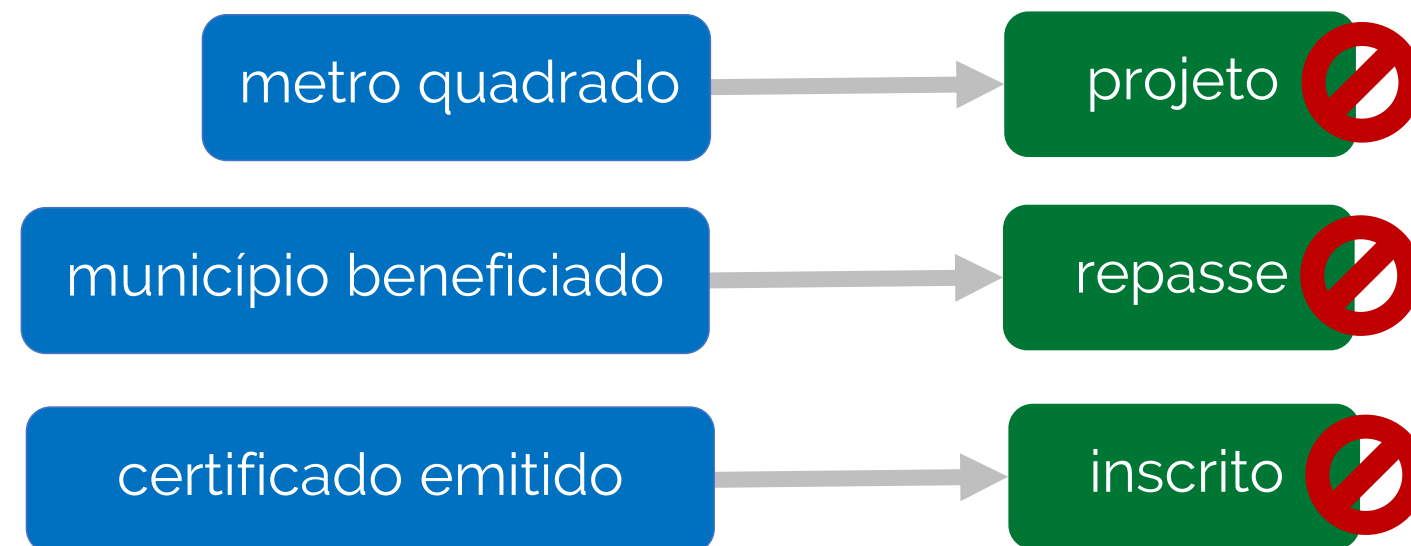 metro quadrado
projeto
município beneficiado
repasse
certificado emitido
inscrito